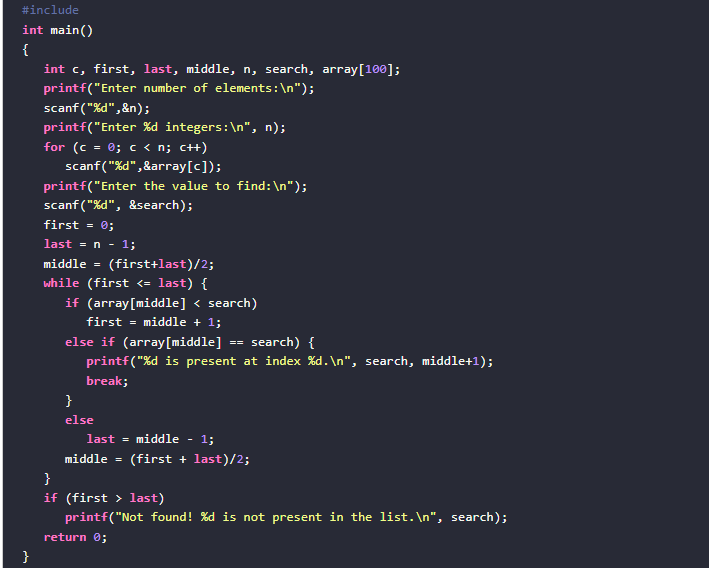 #include
int main()
{
int c, first, last, middle, n, search, array[100];
printf("Enter number of elements:\n");
scanf("%d",&n);
printf("Enter %d integers:\n", n);
for (c = 0; c < n; c++)
scanf("%d",&array[c]);
printf("Enter the value to find:\n");
scanf("%d", &search);
first = 0;
last = n - 1;
middle = (first+last)/2;
while (first <= last) {
if (array[middle] < search)
first = middle + 1;
else if (array[middle] == search) {
printf("%d is present at index %d.\n", search, middle+1);
break;
}
else
last = middle - 1;
middle = (first + last)/2;
}
if (first > last)
printf("Not found! %d is not present in the list.\n", search);
return 0;
}